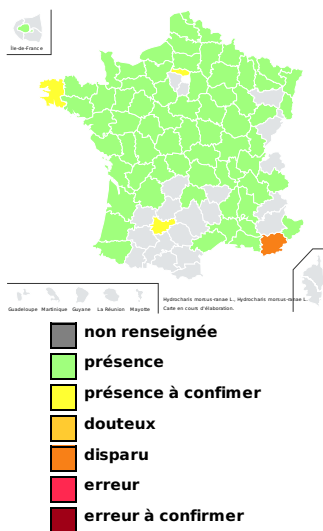 Île-de-France
Guadeloupe Martinique Guyane La Réunion Mayotte
Hydrocharis morsus-ranae L., Hydrocharis morsus-ranae L.
Carte en cours d'élaboration.
non renseignée
présence
présence à confimer
douteux
disparu
erreur
erreur à confirmer